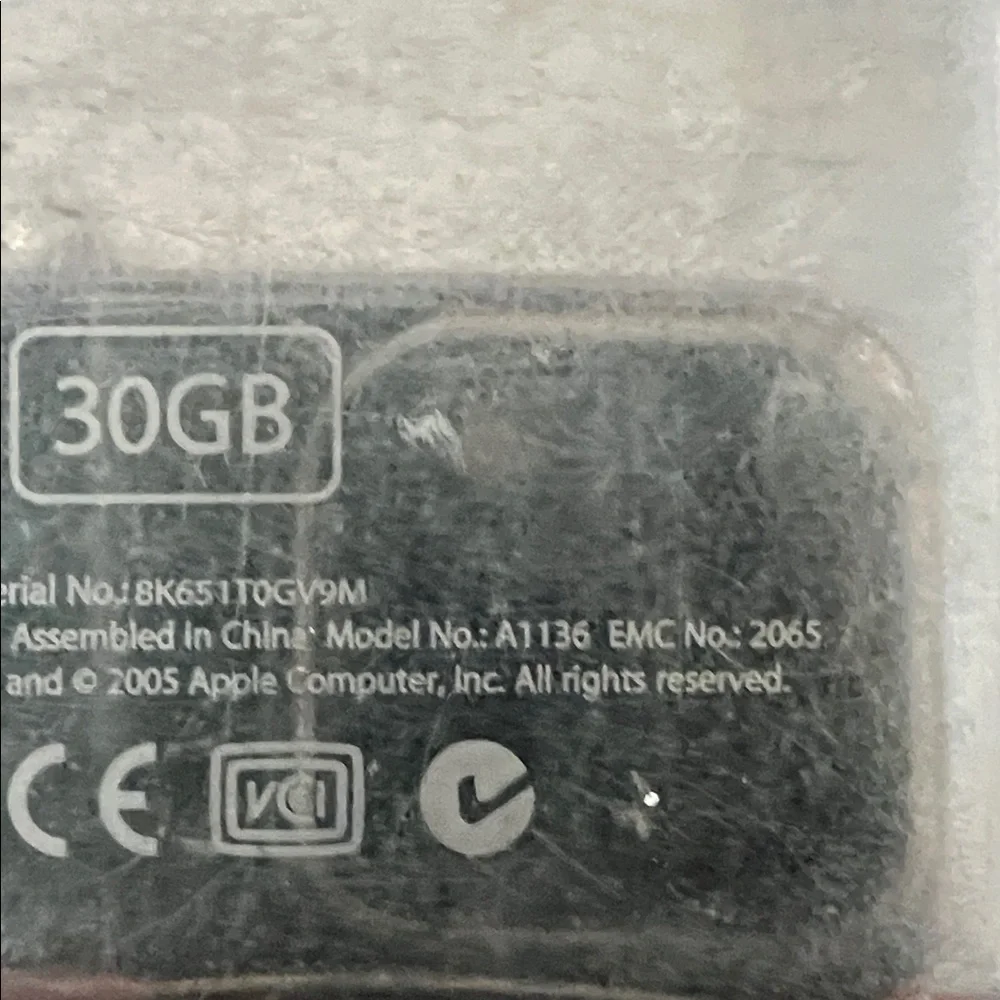 30GB
erial No.: 8K651T0GV9M
Assembled in China Model No.: A1136 EMC No.: 2065
and © 2005 Apple Computer, Inc. All rights reserved.
CE VCI